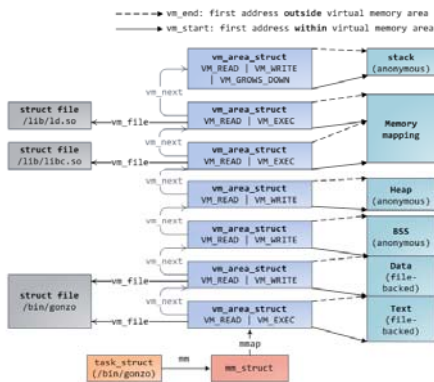 vm_end: first address outside virtual memory area
vm_start: first address within virtual memory area
vm_area_struct
VM_READ | VM_WRITE
| VM_GROWS_DOWN
stack
(anonymous)
vm_next
struct file
/lib/ld.so
vm_file
vm_area_struct
VM_READ | VM_EXEC
Memory
mapping
vm_next
struct file
/lib/libc.so
vm_file
vm_area_struct
VM_READ | VM_EXEC
vm_next
vm_area_struct
VM_READ | VM_WRITE
Heap
(anonymous)
vm_next
vm_area_struct
VM_READ | VM_WRITE
BSS
(anonymous)
vm_next
vm_file
vm_area_struct
VM_READ | VM_WRITE
Data
(file-
backed)
struct file
/bin/gonzo
vm_next
vm_file
vm_area_struct
VM_READ | VM_EXEC
Text
(file-
backed)
mmap
task_struct
(/bin/gonzo)
mm
mm_struct